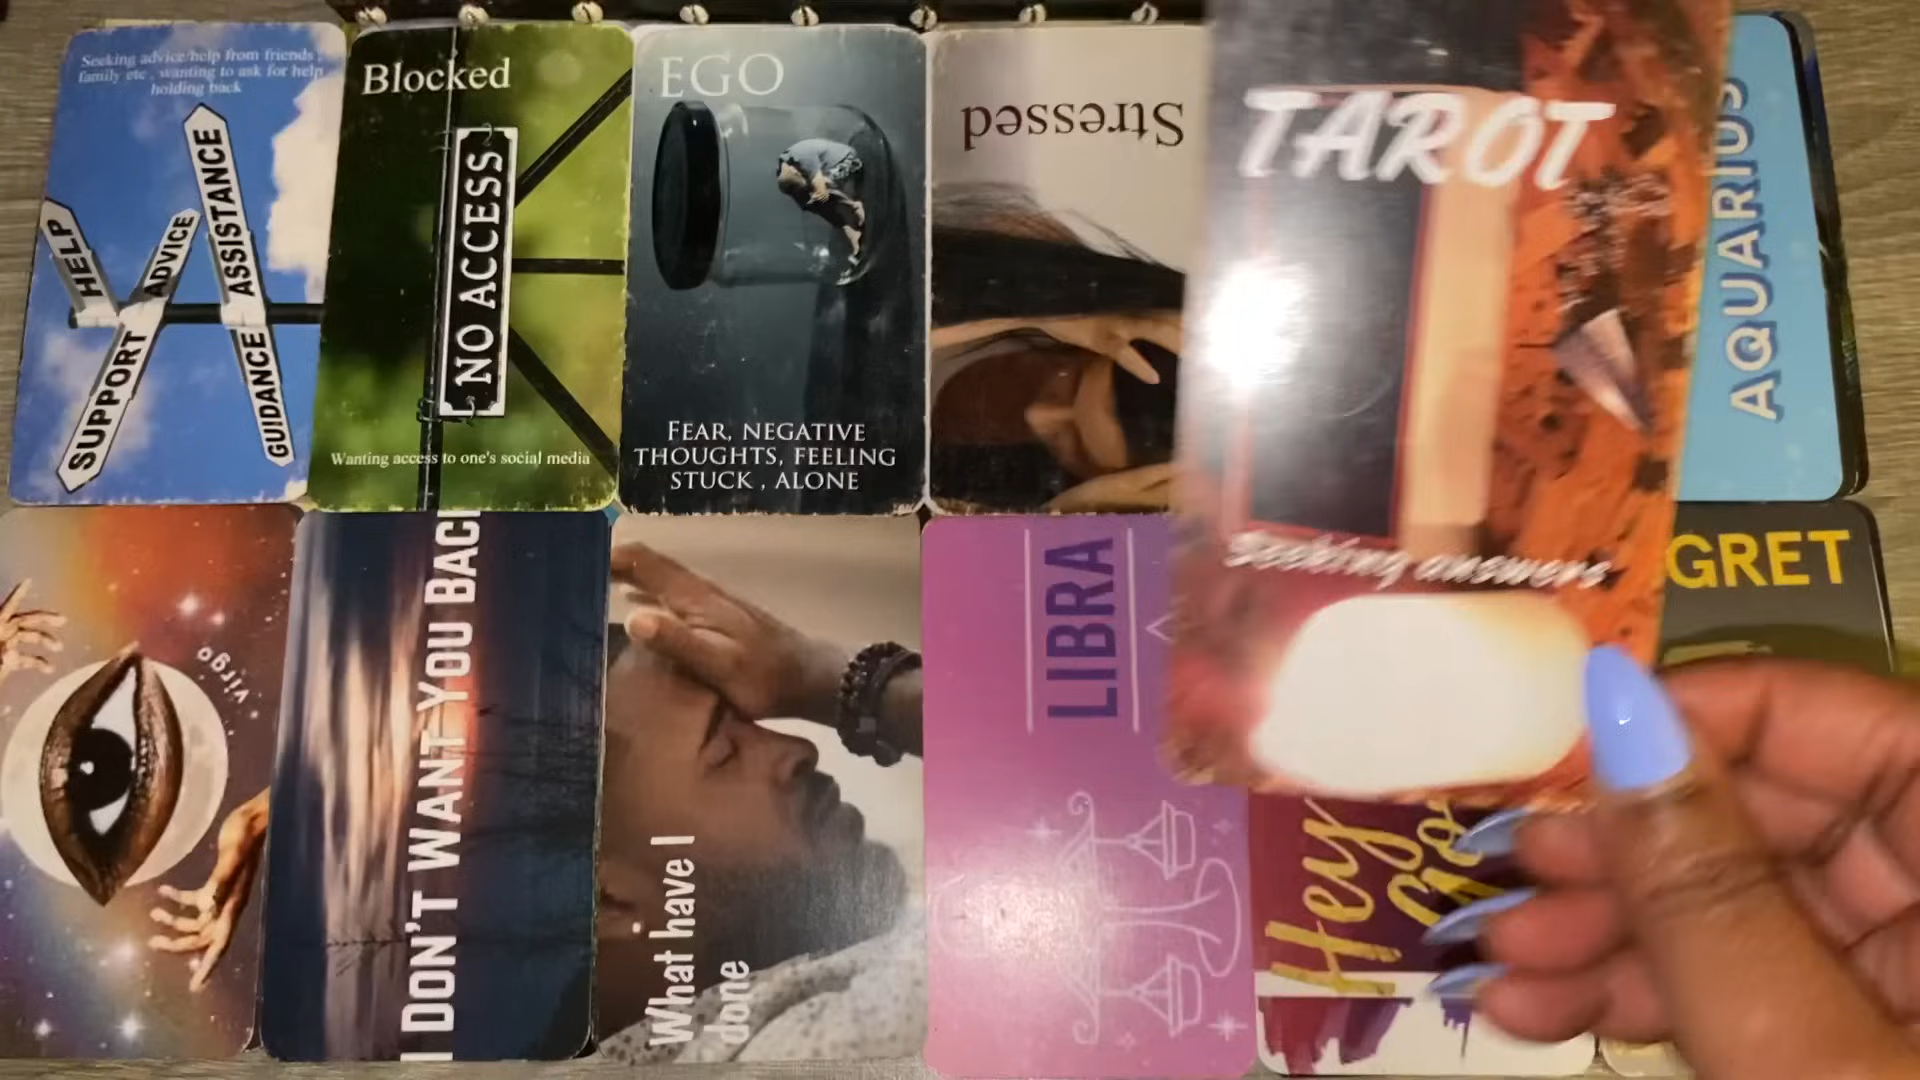 Seeking advice/help from friends,
family etc , wanting to ask for help
holding back
HELP
ADVICE
ASSISTANCE
SUPPORT
GUIDANCE
Blocked
NO ACCESS
Wanting access to one's social media
EGO
FEAR, NEGATIVE
THOUGHTS, FEELING
STUCK , ALONE
Stressed
TAROT
Seeking answers
AQUARIUS
virgo
I DON'T WANT YOU BACK
What have I
done
LIBRA
Hey
GRET